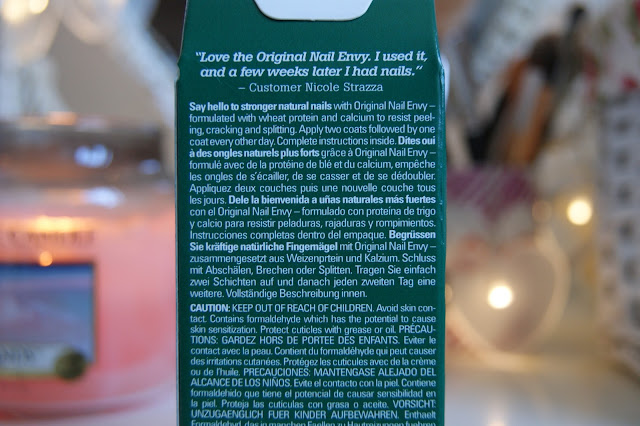 “Love the Original Nail Envy. I used it,
and a few weeks later I had nails.”
– Customer Nicole Strazza
Say hello to stronger natural nails with Original Nail Envy –
formulated with wheat protein and calcium to resist peel-
ing, cracking and splitting. Apply two coats followed by one
coat every other day. Complete instructions inside. Dites oui
à des ongles naturels plus forts grâce à Original Nail Envy –
formulé avec de la protéine de blé et du calcium, empêche
les ongles de s’écailler, de se casser et de se dédoubler.
Appliquez deux couches puis une nouvelle couche tous
les jours. Dele la bienvenida a uñas naturales más fuertes
con el Original Nail Envy – formulado con proteina de trigo
y calcio para resistir peladuras, rajaduras y rompimientos.
Instrucciones completas dentro del empaque. Begrüssen
Sie kräftige natürliche Fingernägel mit Original Nail Envy –
zusammengesetzt aus Weizenprtein und Kalzium. Schluss
mit Abschälen, Brechen oder Splitten. Tragen Sie einfach
zwei Schichten auf und danach jeden zweiten Tag eine
weitere. Vollständige Beschreibung innen.
CAUTION: KEEP OUT OF REACH OF CHILDREN. Avoid skin con-
tact. Contains formaldehyde which has the potential to cause
skin sensitization. Protect cuticles with grease or oil. PRÉCAU-
TIONS: GARDEZ HORS DE PORTEE DES ENFANTS. Eviter le
contact avec la peau. Contient du formaldéhyde qui peut causer
des irritations cutanées. Protégez les cuticules avec de la crème
ou de l’huile. PRECAUCIONES: MANTENGASE ALEJADO DEL
ALCANCE DE LOS NIÑOS. Evite el contacto con la piel. Contiene
formaldehido que tiene el potencial de causar sensibilidad en
la piel. Proteja las cuticulas con grasa o aceite. VORSICHT:
UNZUGAENGLICH FUER KINDER AUFBEWAHREN. Enthaelt
Formaldehyd, das in manchen Faellen zu Hautreizungen fuehren